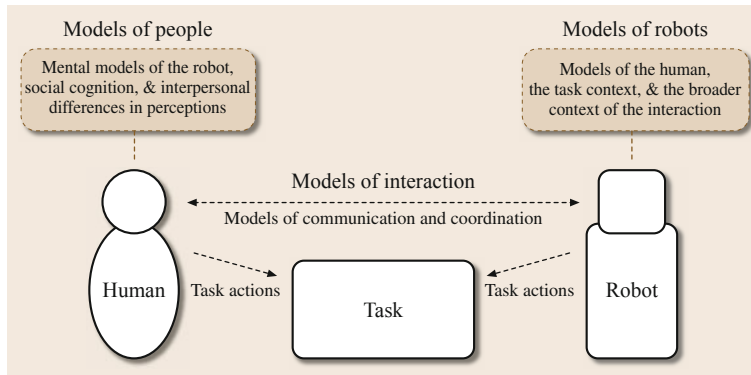 Models of people
Models of robots
Mental models of the robot,
social cognition, & interpersonal
differences in perceptions
Models of the human,
the task context, & the broader
context of the interaction
Models of interaction
Models of communication and coordination
Human
Task actions
Task
Task actions
Robot